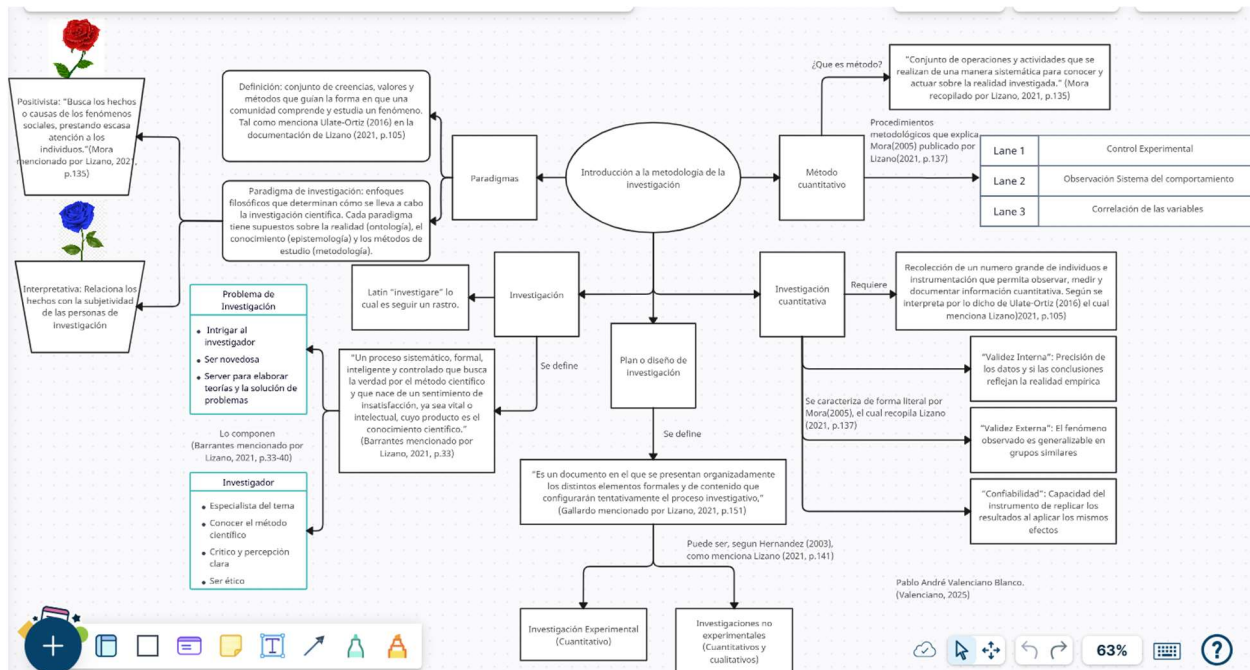 Positivista: "Busca los hechos
o causas de los fenómenos
sociales, prestando escasa
atención a los
individuos."(Mora
mencionado por Lizano, 2021,
p.135)
Interpretativa: Relaciona los
hechos con la subjetividad
de las personas de
investigación
Definición: conjunto de creencias, valores y
métodos que guían la forma en que una
comunidad comprende y estudia un fenómeno.
Tal como menciona Ulate-Ortiz (2016) en la
documentación de Lizano (2021, p.105)
Paradigma de investigación: enfoques
filosóficos que determinan cómo se lleva a cabo
la investigación científica. Cada paradigma
tiene supuestos sobre la realidad (ontología), el
conocimiento (epistemología) y los métodos de
estudio (metodología).
Paradigmas
Introducción a la metodología de la
investigación
Método
cuantitativo
¿Que es método?
"Conjunto de operaciones y actividades que se
realizan de una manera sistemática para conocer y
actuar sobre la realidad investigada." (Mora
recopilado por Lizano, 2021, p.135)
Procedimientos
metodológicos que explica
Mora(2005) publicado por
Lizano(2021, p.137)
Lane 1
Control Experimental
Lane 2
Observación Sistema del comportamiento
Lane 3
Correlación de las variables
Latin "investigare" lo
cual es seguir un rastro.
Investigación
Se define
"Un proceso sistemático, formal,
inteligente y controlado que busca
la verdad por el método científico
y que nace de un sentimiento de
insatisfacción, ya sea vital o
intelectual, cuyo producto es el
conocimiento científico."
(Barrantes mencionado por
Lizano, 2021, p.33)
Problema de
Investigación
• Intrigar al
investigador
• Ser novedosa
• Server para elaborar
teorías y la solución de
problemas
Lo componen
(Barrantes mencionado por
Lizano, 2021, p.33-40)
Investigador
• Especialista del tema
• Conocer el método
científico
• Critico y percepción
clara
• Ser ético
Plan o diseño de
investigación
Se define
"Es un documento en el que se presentan organizadamente
los distintos elementos formales y de contenido que
configurarán tentativamente el proceso investigativo,"
(Gallardo mencionado por Lizano, 2021, p.151)
Puede ser, segun Hernandez (2003),
como menciona Lizano (2021, p.141)
Investigación Experimental
(Cuantitativo)
Investigaciones no
experimentales
(Cuantitativos y
cualitativos)
Investigación
cuantitativa
Requiere
Recolección de un numero grande de individuos e
instrumentación que permita observar, medir y
documentar información cuantitativa. Según se
interpreta por lo dicho de Ulate-Ortiz (2016) el cual
menciona Lizano)2021, p.105)
Se caracteriza de forma literal por
Mora(2005), el cual recopila Lizano
(2021, p.137)
"Validez Interna": Precisión de
los datos y si las conclusiones
reflejan la realidad empírica
"Validez Externa": El fenómeno
observado es generalizable en
grupos similares
"Confiabilidad": Capacidad del
instrumento de replicar los
resultados al aplicar los mismos
efectos
Pablo André Valenciano Blanco.
(Valenciano, 2025)
63%